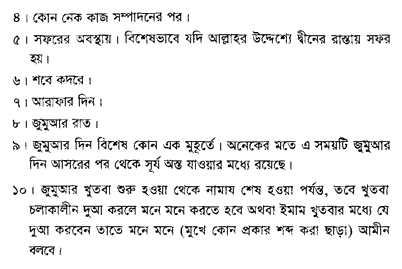 ৪। কোন নেক কাজ সম্পাদনের পর।
৫। সফরের অবস্থায়। বিশেষভাবে যদি আল্লাহর উদ্দেশ্যে দ্বীনের রাস্তায় সফর
হয়।
৬। শবে কদরে।
৭। আরাফার দিন।
৮। জুমুআর রাত।
৯। জুমুআর দিন বিশেষ কোন এক মুহূর্তে। অনেকের মতে এ সময়টি জুমুআর
দিন আসরের পর থেকে সূর্য অস্ত যাওয়ার মধ্যে রয়েছে।
১০। জুমুআর খুতবা শুরু হওয়া থেকে নামায শেষ হওয়া পর্যন্ত, তবে খুতবা
চলাকালীন দুআ করলে মনে মনে করতে হবে অথবা ইমাম খুতবার মধ্যে যে
দুআ করবেন তাতে মনে মনে (মুখে কোন প্রকার শব্দ করা ছাড়া) আমীন
বলবে।